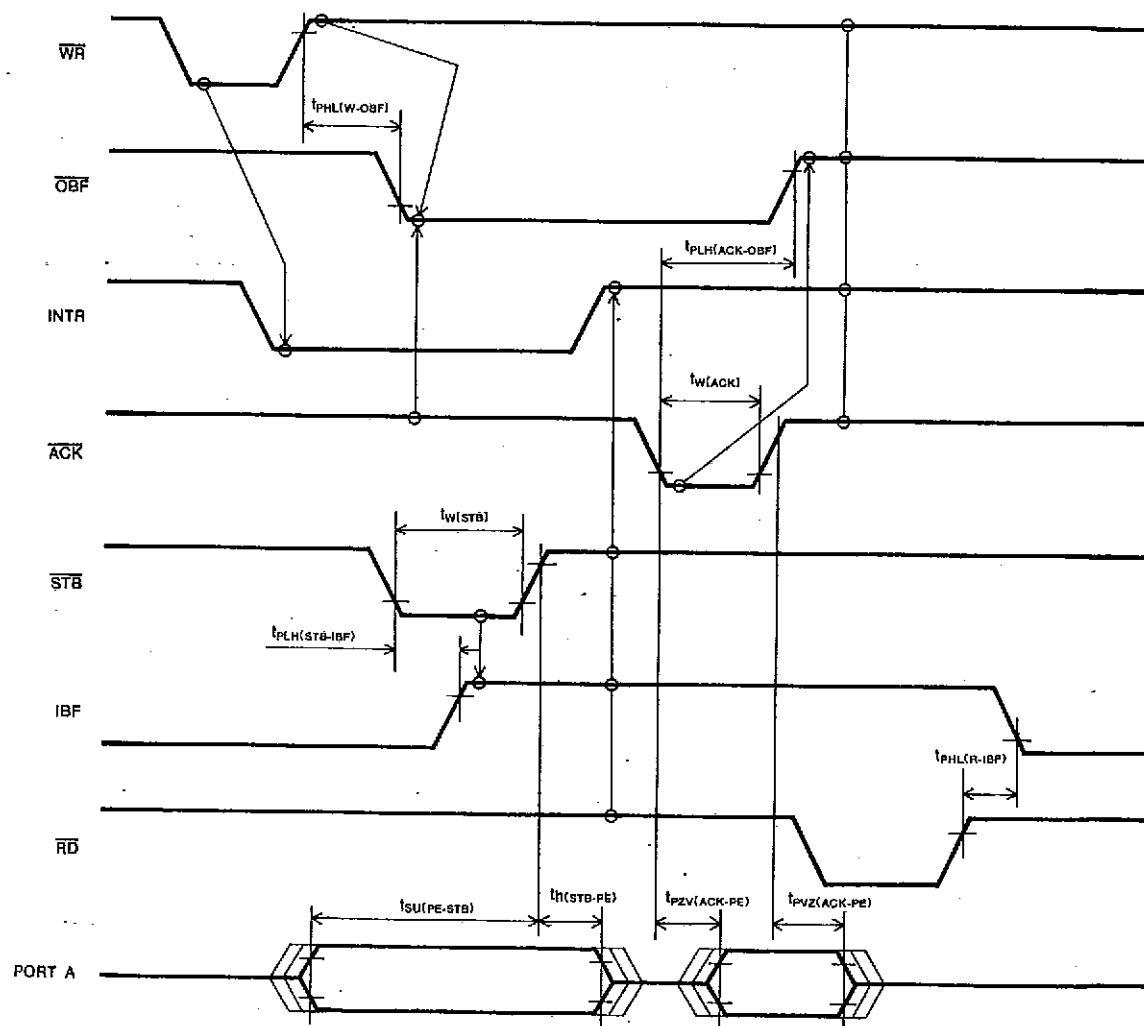 WR
tPHL(W-OBF)
OBF
tPLH(ACK-OBF)
INTR
tW(ACK)
ACK
tW(STB)
STB
tPLH(STB-IBF)
IBF
tPHL(R-IBF)
RD
tSU(PE-STB)
th(STB-PE)
tPZV(ACK-PE)
tPVZ(ACK-PE)
PORT A